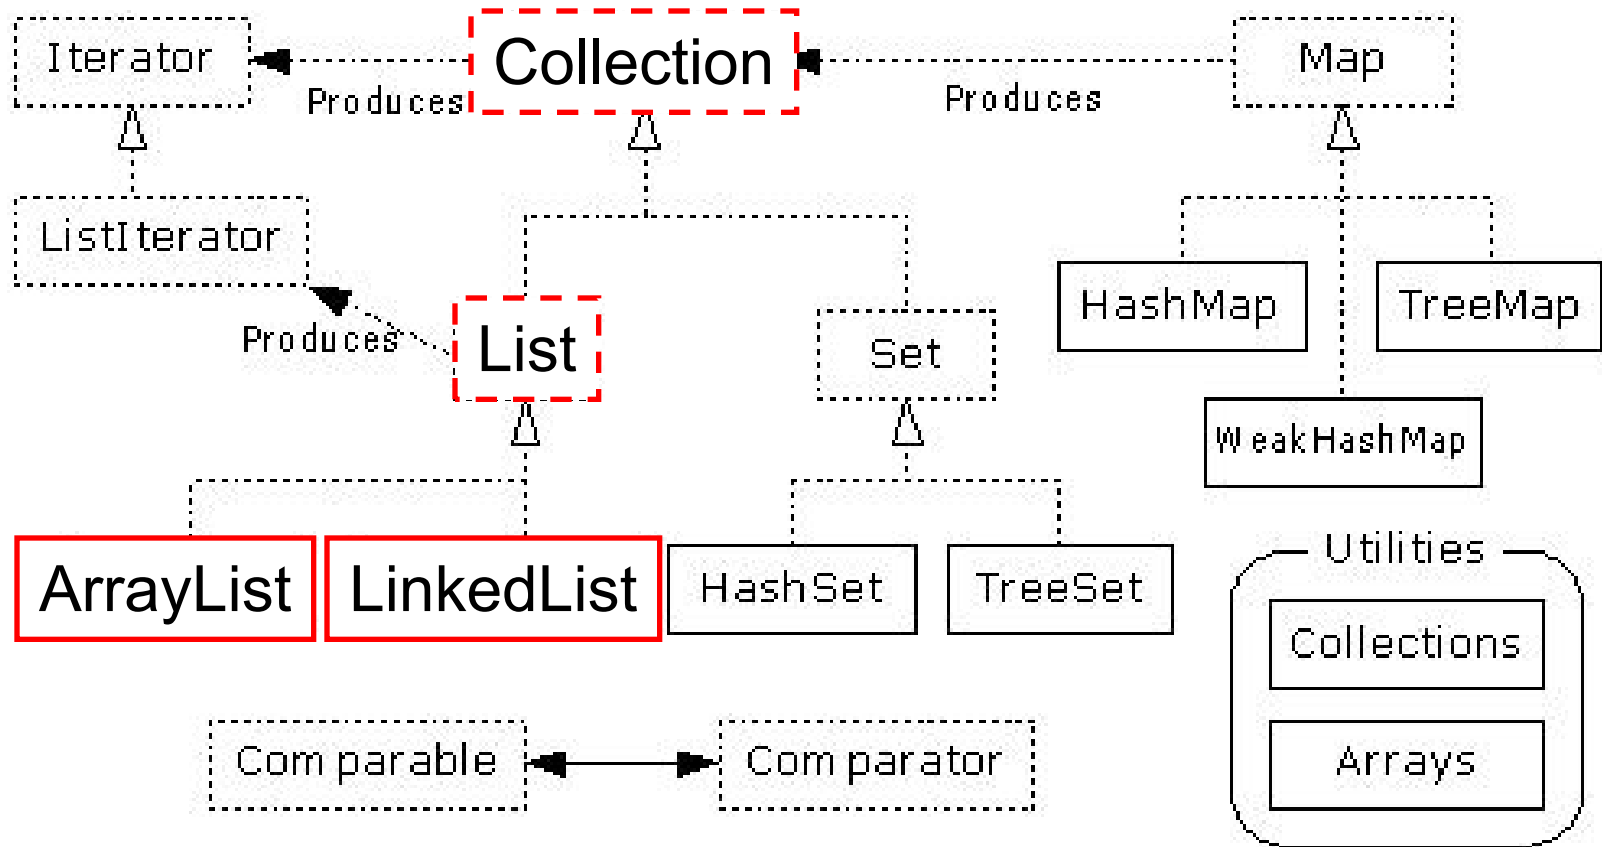 Iterator
Collection
Map
Produces
Produces
ListIterator
HashMap
TreeMap
Produces
List
Set
WeakHashMap
ArrayList
LinkedList
HashSet
TreeSet
Utilities
Collections
Arrays
Comparable
Comparator